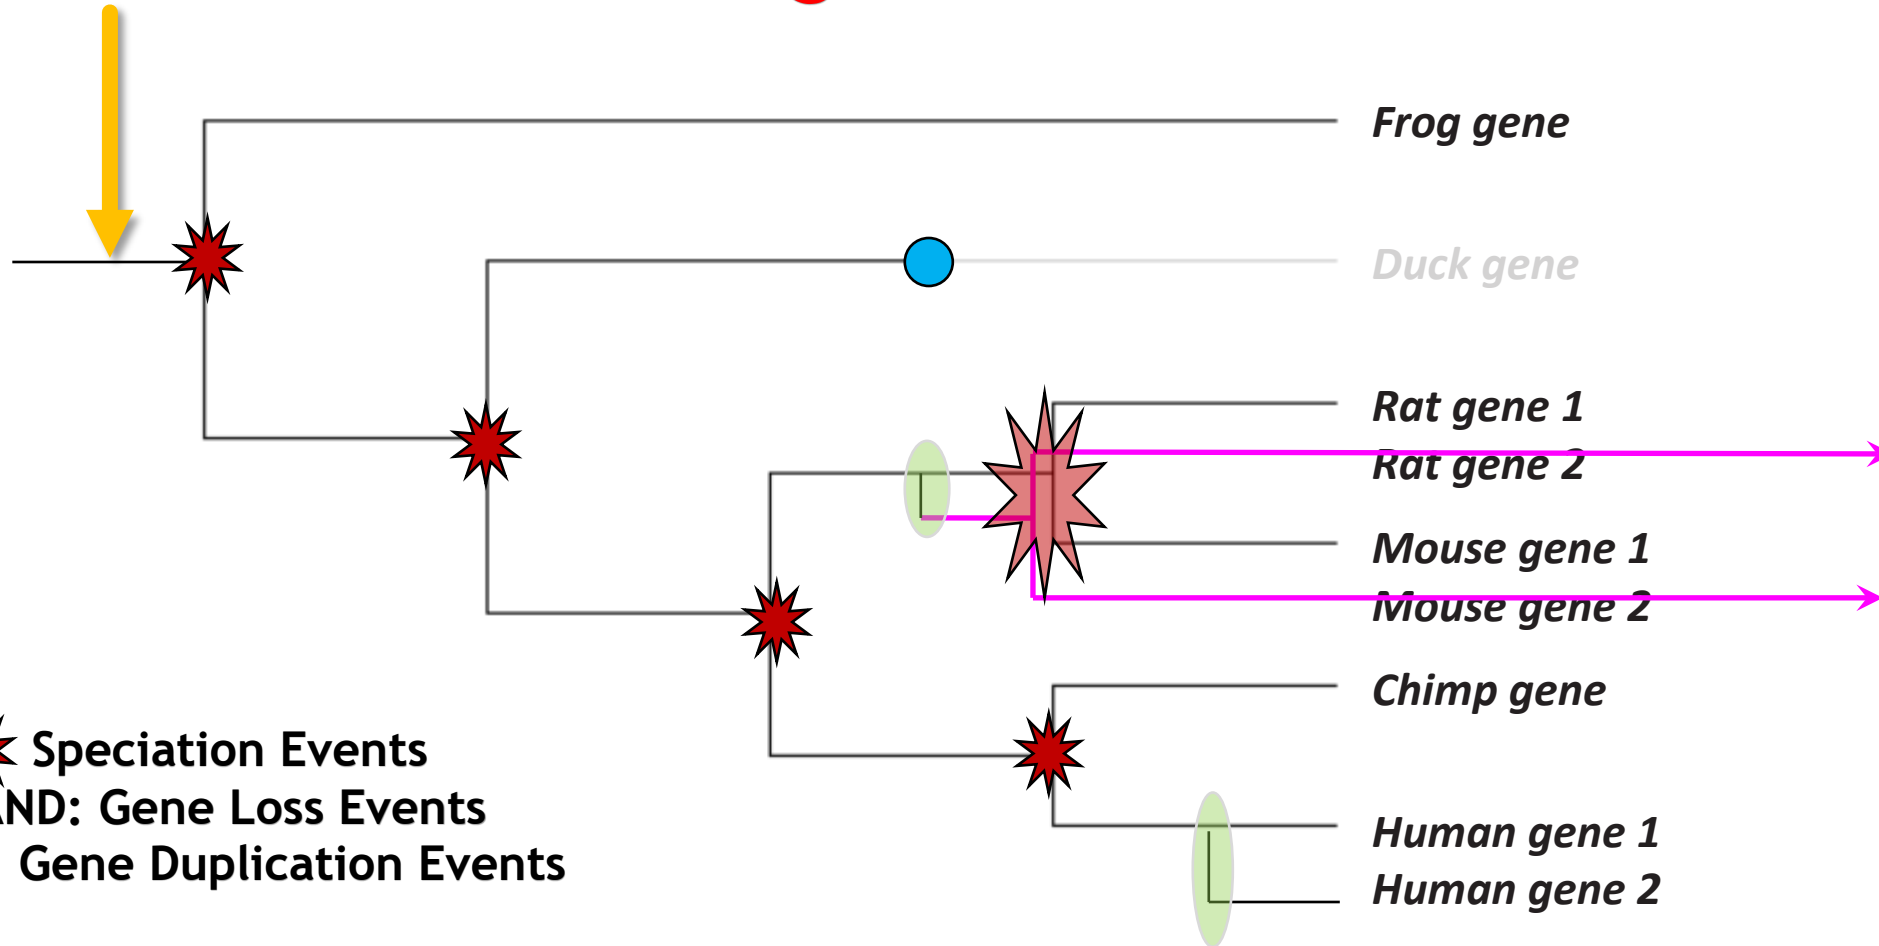 Frog gene
Duck gene
Rat gene 1
Rat gene 2
Mouse gene 1
Mouse gene 2
Chimp gene
Speciation Events
ND: Gene Loss Events
Gene Duplication Events
Human gene 1
Human gene 2